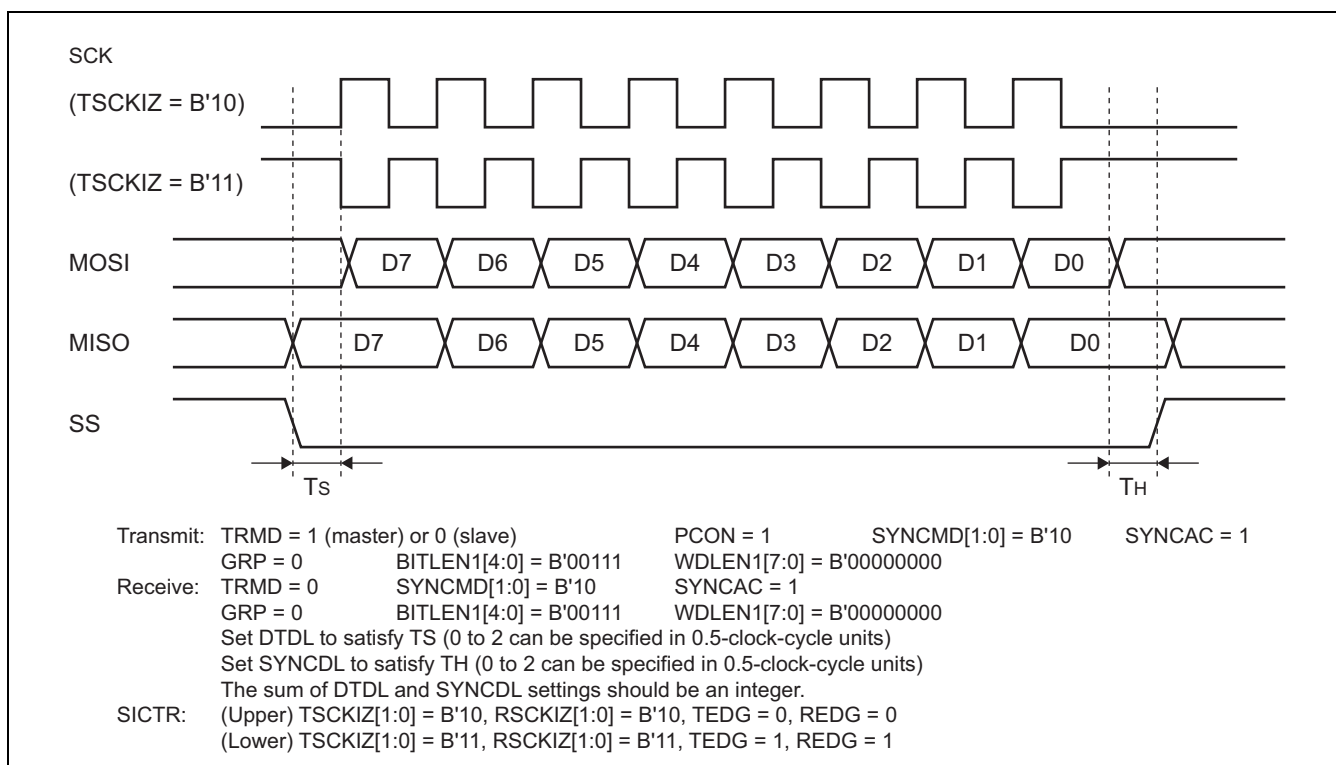 SCK
(TSCKIZ = B'10)
(TSCKIZ = B'11)
MOSI D7 D6 D5 D4 D3 D2 D1 D0
MISO D7 D6 D5 D4 D3 D2 D1 D0
SS
TS TH
Transmit: TRMD = 1 (master) or 0 (slave) PCON = 1 SYNCMD[1:0] = B'10 SYNCAC = 1
GRP = 0 BITLEN1[4:0] = B'00111 WDLEN1[7:0] = B'00000000
Receive: TRMD = 0 SYNCMD[1:0] = B'10 SYNCAC = 1
GRP = 0 BITLEN1[4:0] = B'00111 WDLEN1[7:0] = B'00000000
Set DTDL to satisfy TS (0 to 2 can be specified in 0.5-clock-cycle units)
Set SYNCDL to satisfy TH (0 to 2 can be specified in 0.5-clock-cycle units)
The sum of DTDL and SYNCDL settings should be an integer.
SICTR: (Upper) TSCKIZ[1:0] = B'10, RSCKIZ[1:0] = B'10, TEDG = 0, REDG = 0
(Lower) TSCKIZ[1:0] = B'11, RSCKIZ[1:0] = B'11, TEDG = 1, REDG = 1